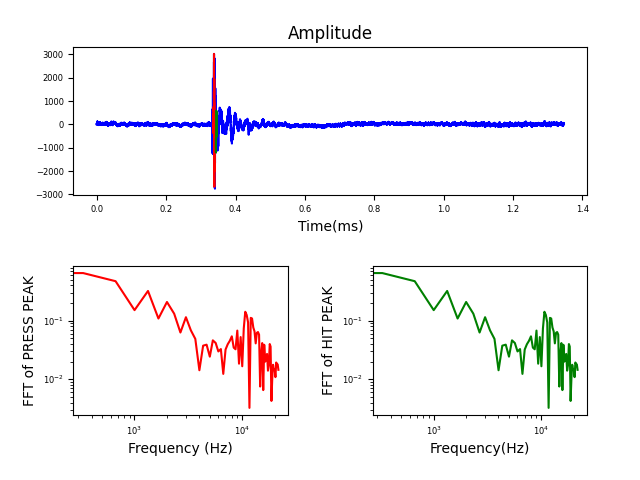 Amplitude
3000
2000
1000
0
−1000
−2000
−3000
0.0 0.2 0.4 0.6 0.8 1.0 1.2 1.4
Time(ms)
FFT of PRESS PEAK
10⁻¹
10⁻²
10³ 10⁴
Frequency (Hz)
FFT of HIT PEAK
10⁻¹
10⁻²
10³ 10⁴
Frequency(Hz)